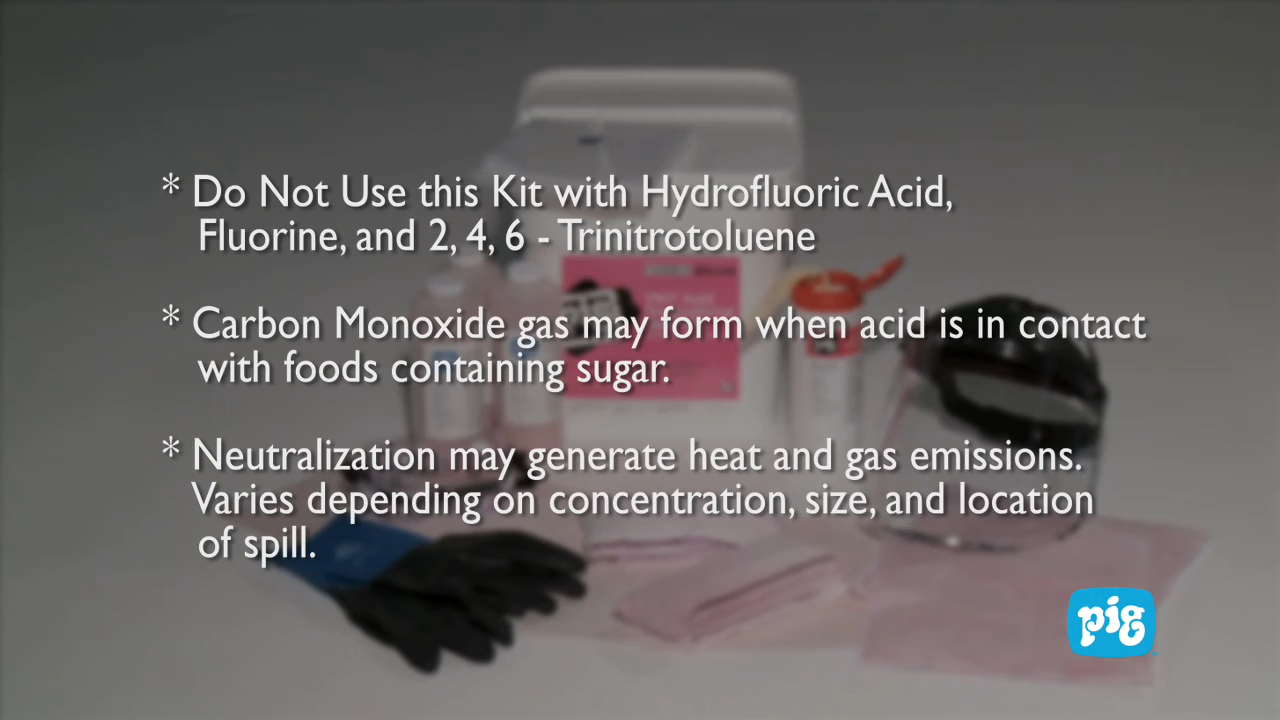 * Do Not Use this Kit with Hydrofluoric Acid,
Fluorine, and 2, 4, 6 - Trinitrotoluene
* Carbon Monoxide gas may form when acid is in contact
with foods containing sugar.
* Neutralization may generate heat and gas emissions.
Varies depending on concentration, size, and location
of spill.
pig